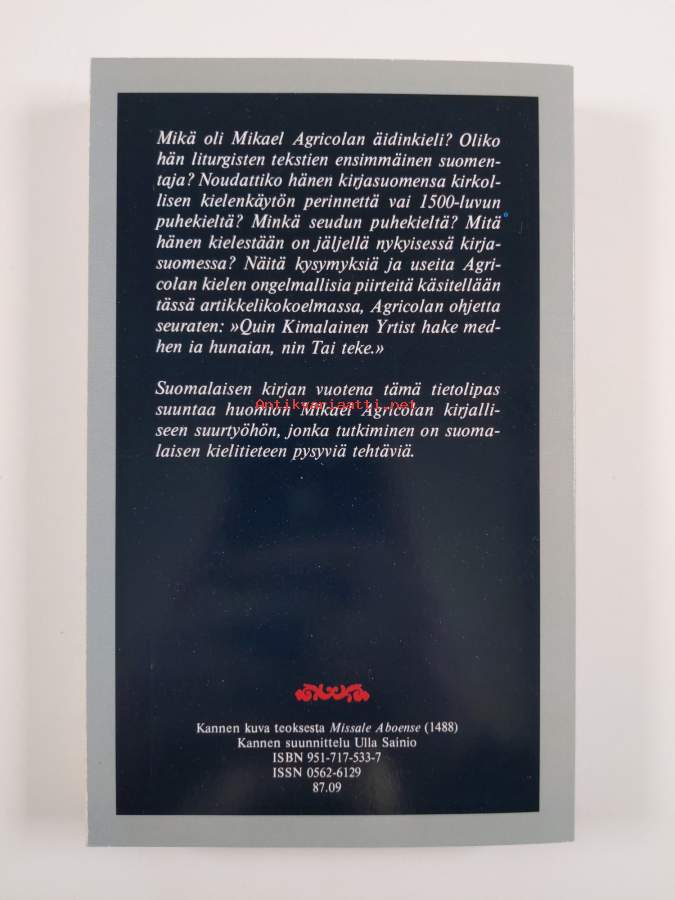 Mikä oli Mikael Agricolan äidinkieli? Oliko
hän liturgisten tekstien ensimmäinen suomen-
taja? Noudattiko hänen kirjasuomensa kirkol-
lisen kielenkäytön perinnettä vai 1500-luvun
puhekieltä? Minkä seudun puhekieltä? Mitä
hänen kielestään on jäljellä nykyisessä kirja-
suomessa? Näitä kysymyksiä ja useita Agri-
colan kielen ongelmallisia piirteitä käsitellään
tässä artikkelikokoelmassa, Agricolan ohjetta
seuraten: »Quin Kimalainen Yrtist hake med-
hen ia hunaian, nin Tai teke.»
Suomalaisen kirjan vuotena tämä tietolipas
Antikvariaatti.net
suuntaa huomion Mikael Agricolan kirjalli-
seen suurtyöhön, jonka tutkiminen on suoma-
laisen kielitieteen pysyviä tehtäviä.
Kannen kuva teoksesta Missale Aboense (1488)
Kannen suunnittelu Ulla Sainio
ISBN 951-717-533-7
ISSN 0562-6129
87.09